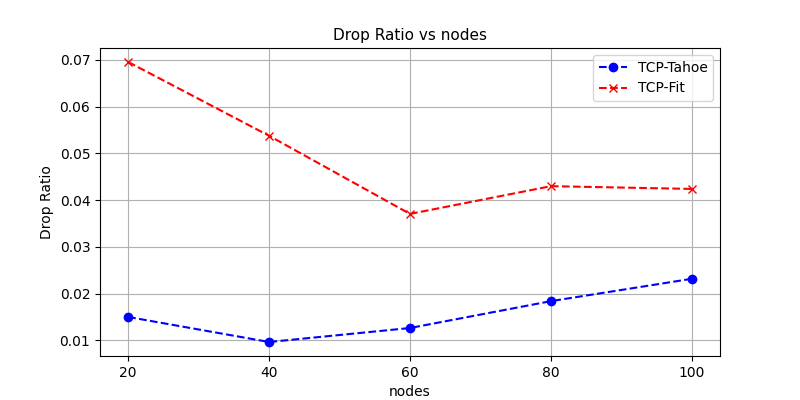 Drop Ratio vs nodes
TCP-Tahoe
TCP-Fit
Drop Ratio
0.07
0.06
0.05
0.04
0.03
0.02
0.01
20 40 60 80 100
nodes